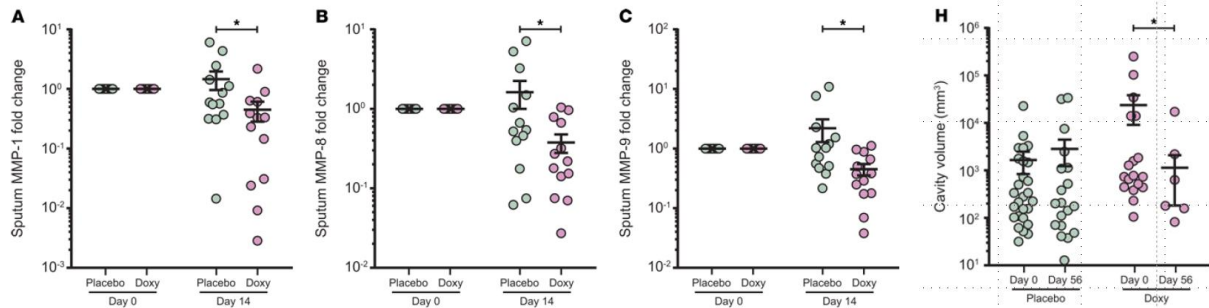 A
Sputum MMP-1 fold change
10¹
10⁰
10⁻¹
10⁻²
10⁻³
*
Placebo Doxy Placebo Doxy
Day 0 Day 14
B
Sputum MMP-8 fold change
10¹
10⁰
10⁻¹
10⁻²
*
Placebo Doxy Placebo Doxy
Day 0 Day 14
C
Sputum MMP-9 fold change
10²
10¹
10⁰
10⁻¹
10⁻²
*
Placebo Doxy Placebo Doxy
Day 0 Day 14
H
Cavity volume (mm³)
10⁶
10⁵
10⁴
10³
10²
10¹
*
Day 0 Day 56 Day 0 Day 56
Placebo Doxy